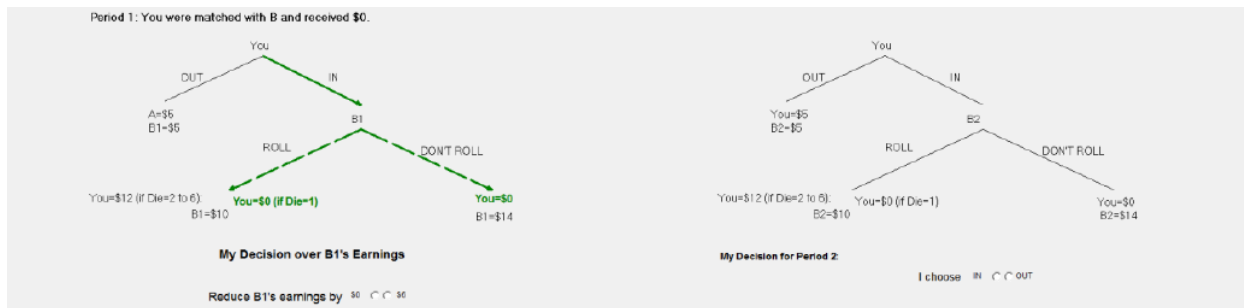 Period 1: You were matched with B and received $0.
You
OUT
IN
A=$5
B1=$5
B1
ROLL
DON'T ROLL
You=$12 (if Die=2 to 6):
B1=$10
You=$0 (if Die=1)
You=$0
B1=$14
My Decision over B1's Earnings
Reduce B1's earnings by $0 $6
You
OUT
IN
You=$5
B2=$5
B2
ROLL
DON'T ROLL
You=$12 (if Die=2 to 6):
B2=$10
You=$0 (if Die=1)
You=$0
B2=$14
My Decision for Period 2:
I choose IN OUT